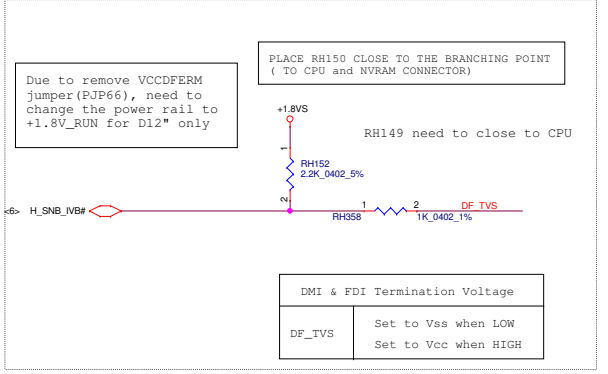 PLACE RH150 CLOSE TO THE BRANCHING POINT
( TO CPU and NVRAM CONNECTOR)
Due to remove VCCDFERM
jumper(PJP66), need to
change the power rail to
+1.8V_RUN for D12" only
+1.8VS
RH149 need to close to CPU
1
RH152
2.2K_0402_5%
2
<6> H_SNB_IVB#
RH358
1
2
1K_0402_1%
DF_TVS
DMI & FDI Termination Voltage
DF_TVS
Set to Vss when LOW
Set to Vcc when HIGH